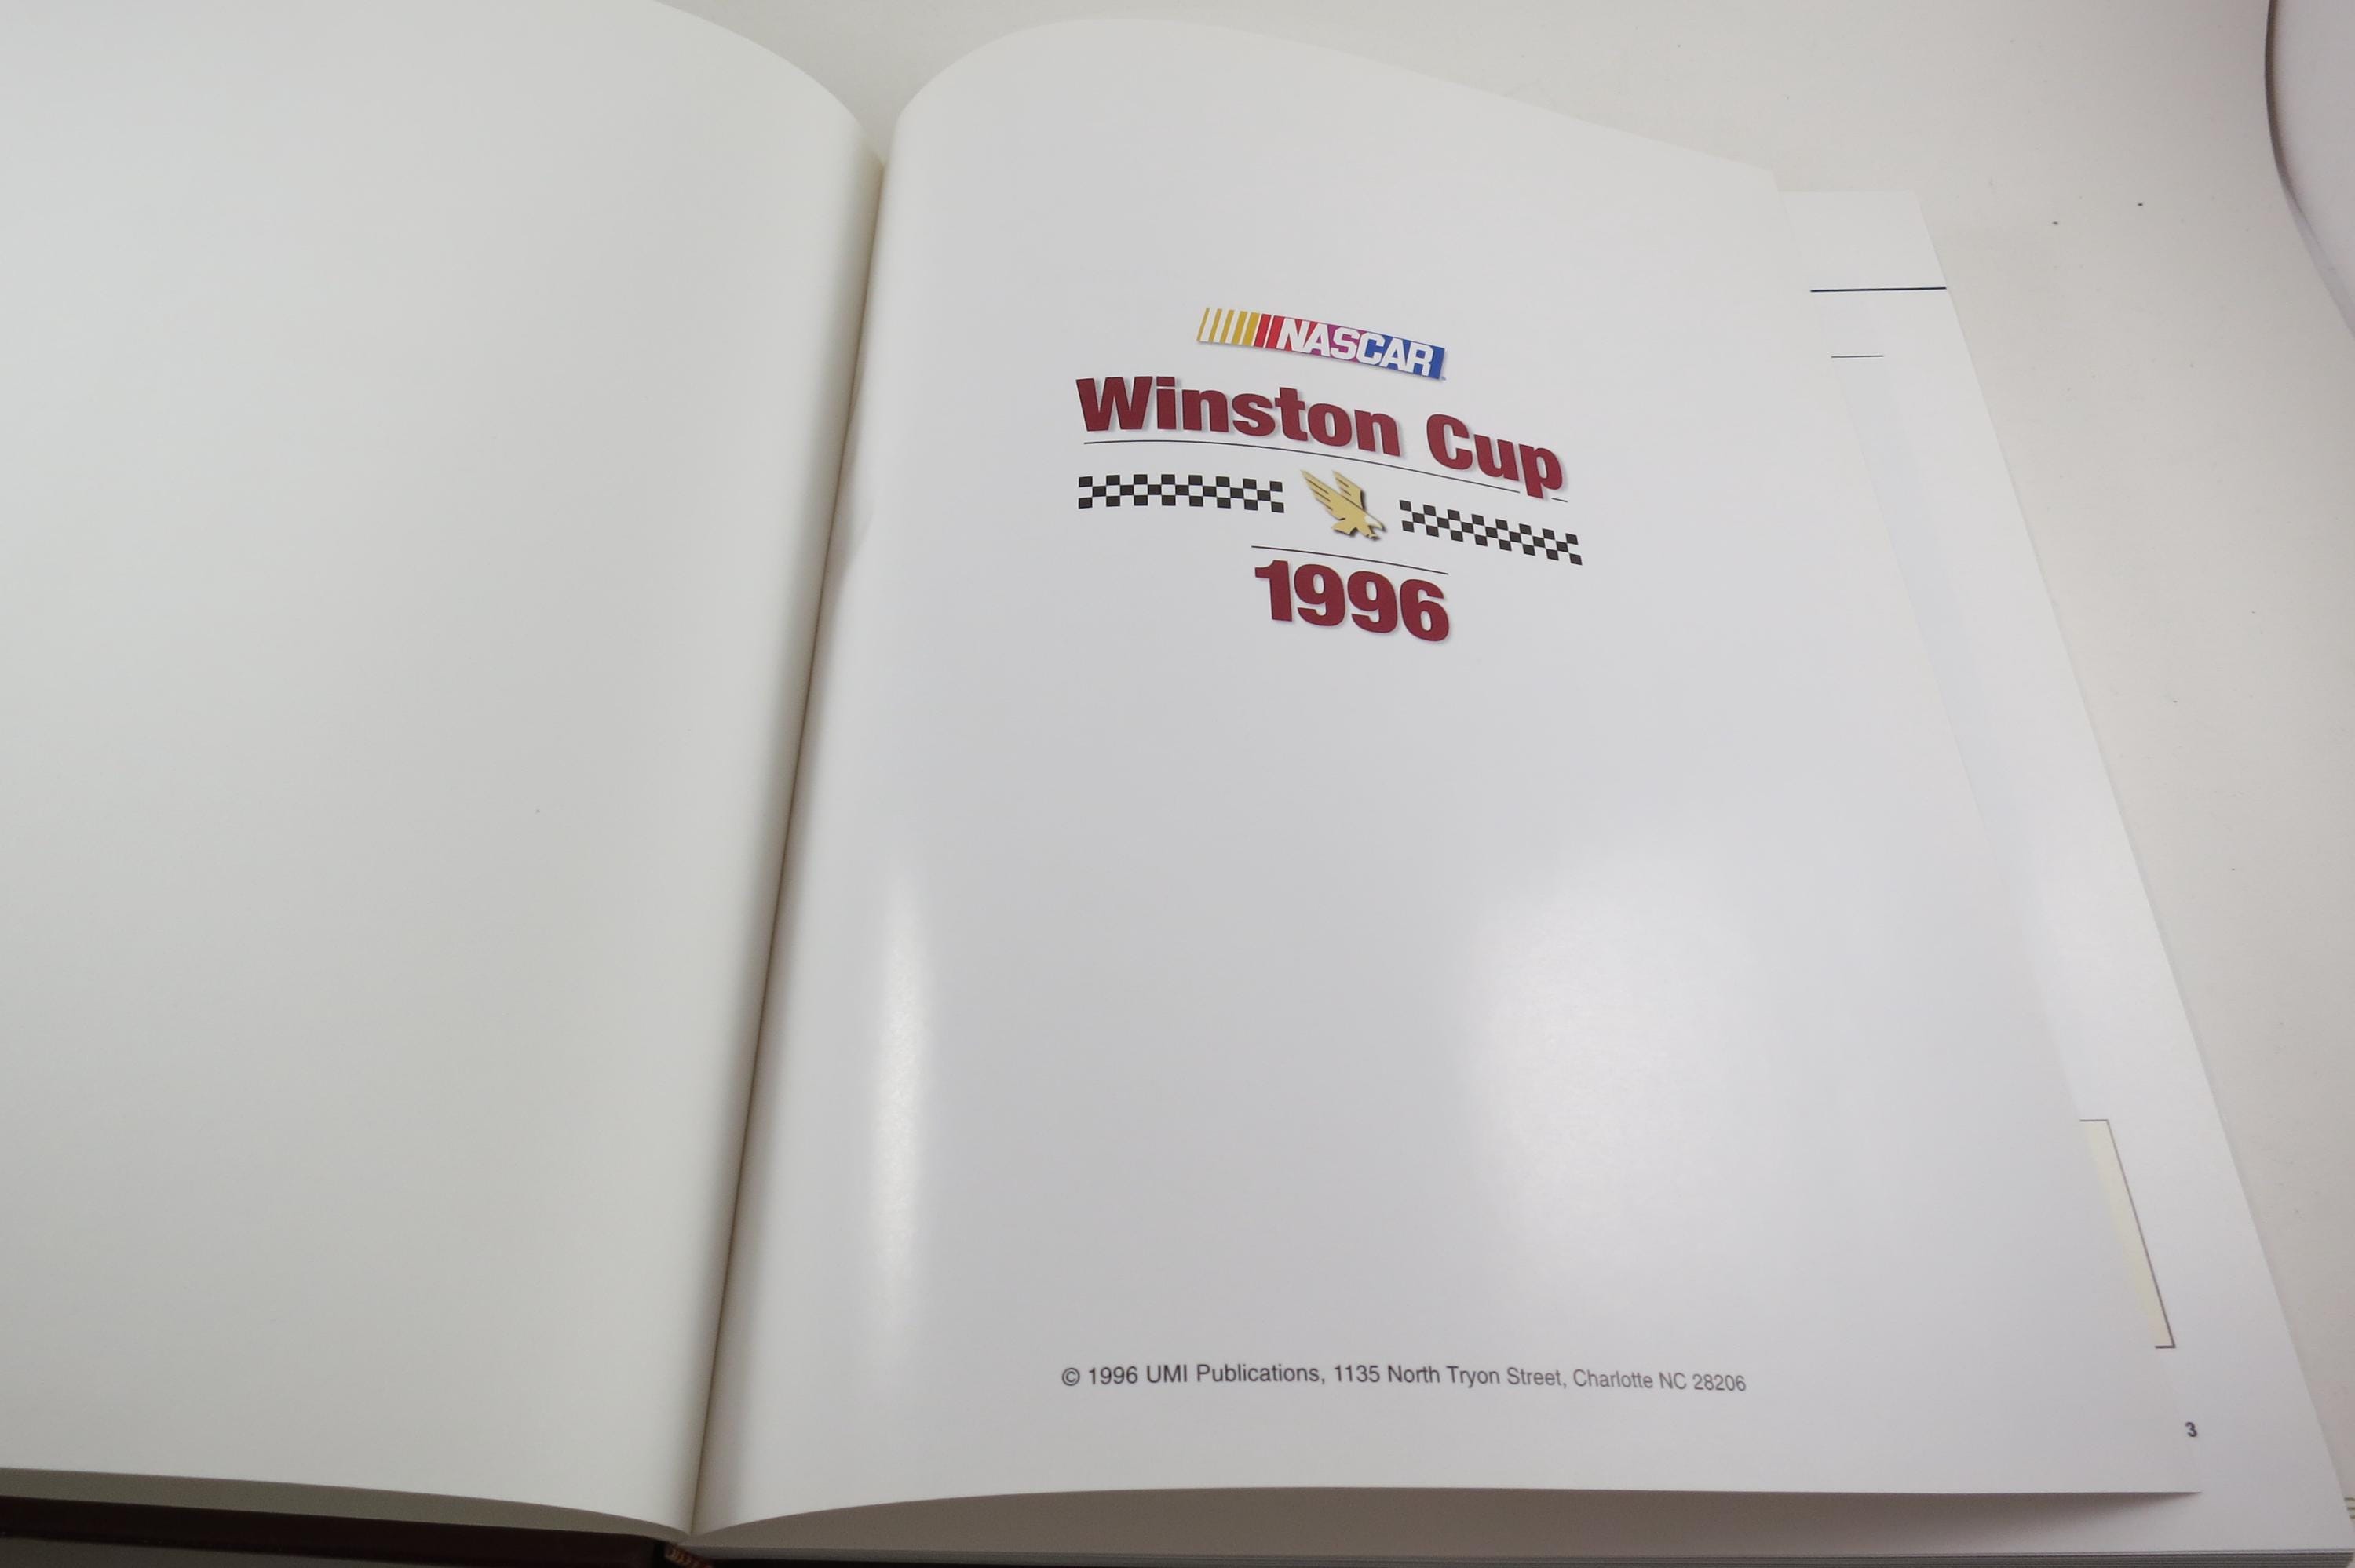 NASCAR
Winston Cup
1996
© 1996 UMI Publications, 1135 North Tryon Street, Charlotte NC 28206
3